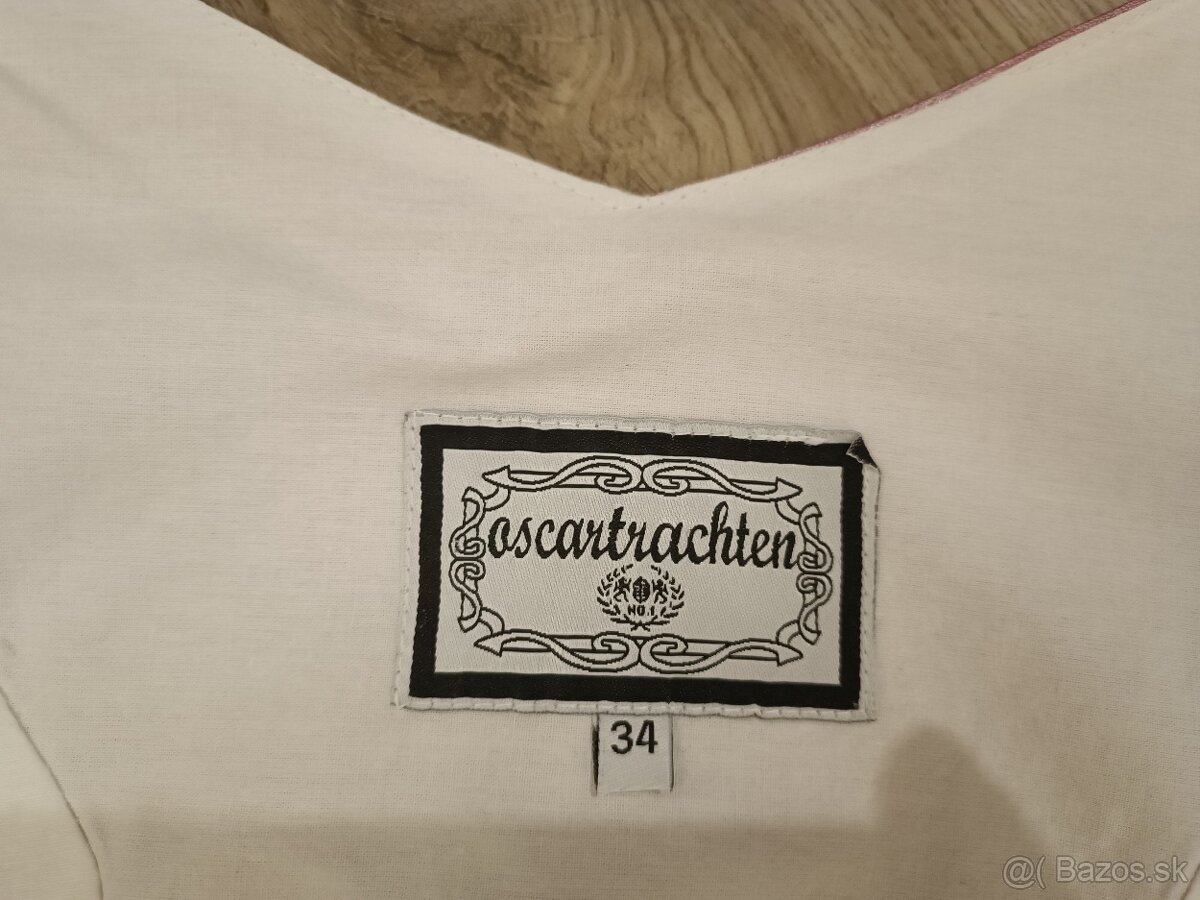 oscartrachten
NO.1
34
@( Bazos.sk